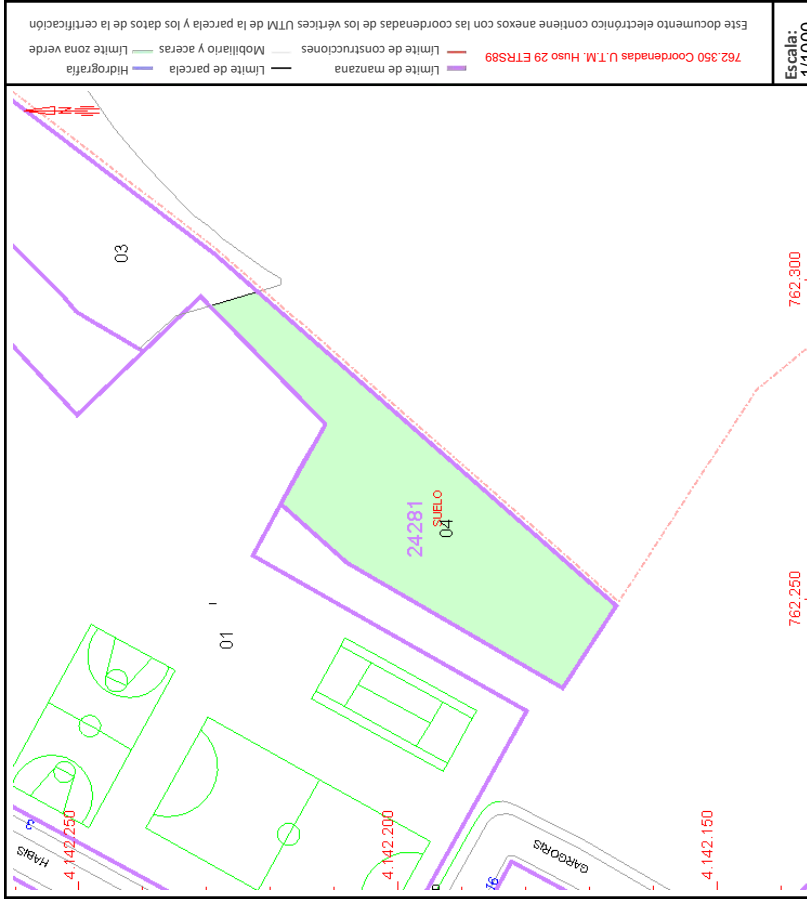 Este documento electrónico contiene anexos con las coordenadas de los vértices UTM de la parcela y los datos de la certificación
762.350 Coordenadas U.T.M. Huso 29 ETRS89
Límite de manzana
Límite de construcciones
Límite de parcela
Mobiliario y aceras
Hidrografía
Límite zona verde
Escala:
1/1000
03
762.300
24281
SUELO
04
01
762.250
4.142.250
4.142.200
4.142.150
HABIS
3
GARGORIS